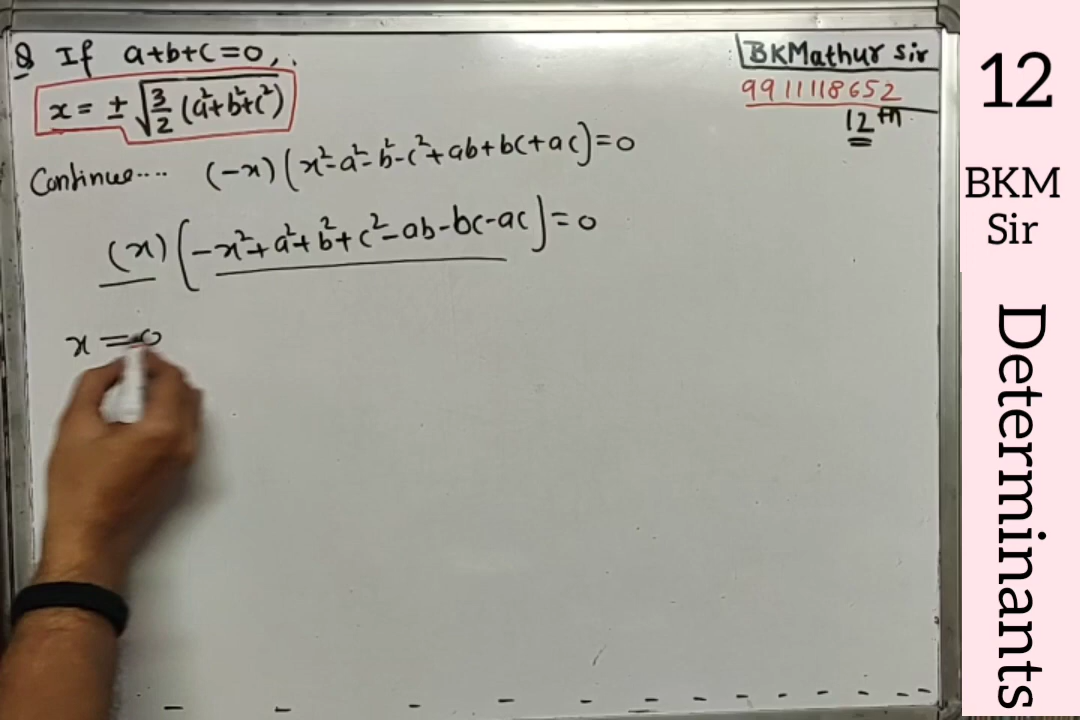 Q If a+b+c=0,.
x = ± √3/2 (a²+b²+c²)
Continue.... (-x) (x²-a²-b²-c²+ab+bc+ac)=0
(x) (-x²+a²+b²+c²-ab-bc-ac)=0
x=0
BKMathur sir
9911118652
12th
12
BKM
Sir
Determinants